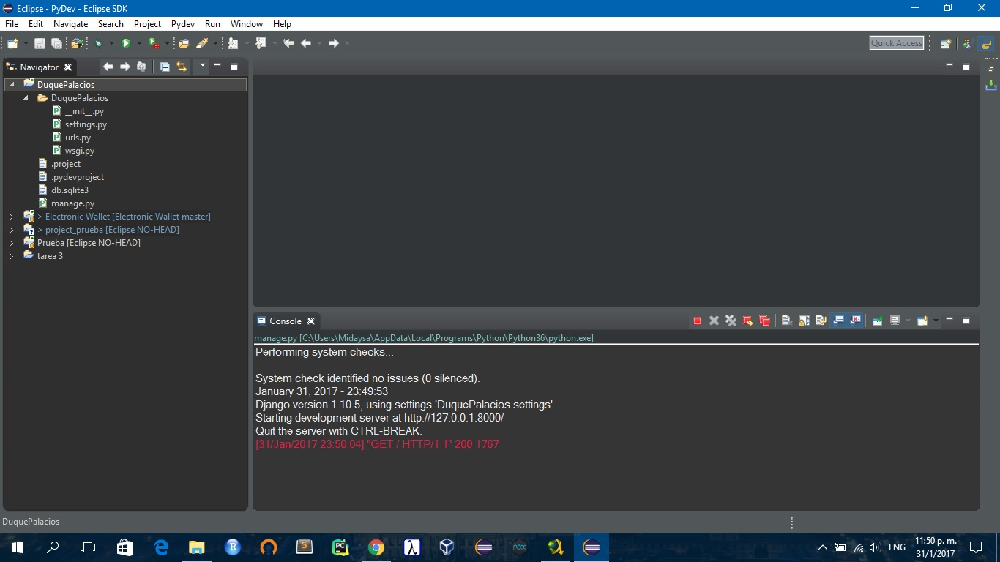 Eclipse - PyDev - Eclipse SDK
File Edit Navigate Search Project Pydev Run Window Help
Quick Access
Navigator
DuquePalacios
DuquePalacios
__init__.py
settings.py
urls.py
wsgi.py
.project
.pydevproject
db.sqlite3
manage.py
> Electronic Wallet [Electronic Wallet master]
> project_prueba [Eclipse NO-HEAD]
Prueba [Eclipse NO-HEAD]
tarea 3
Console
manage.py [C:\Users\Midaysa\AppData\Local\Programs\Python\Python36\python.exe]
Performing system checks...
System check identified no issues (0 silenced).
January 31, 2017 - 23:49:53
Django version 1.10.5, using settings 'DuquePalacios.settings'
Starting development server at http://127.0.0.1:8000/
Quit the server with CTRL-BREAK.
[31/Jan/2017 23:50:04] "GET / HTTP/1.1" 200 1767
DuquePalacios
ENG
11:50 p. m.
31/1/2017